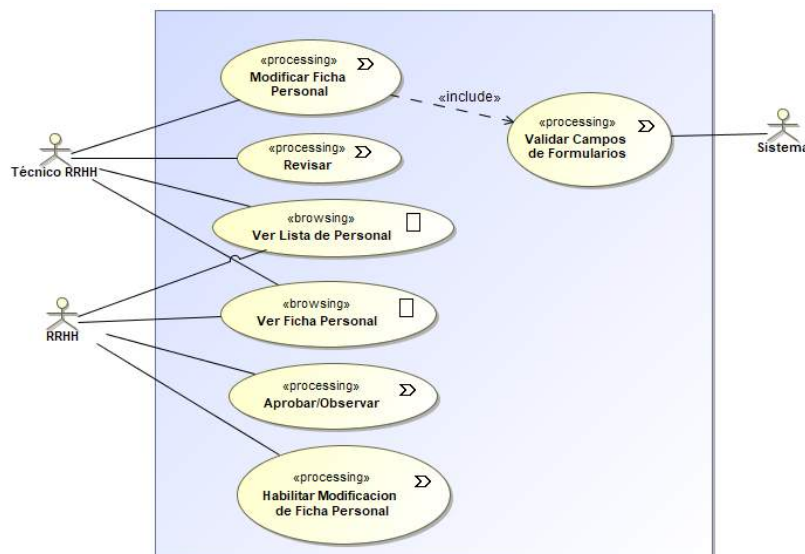 «processing»
Modificar Ficha
Personal
«include»
«processing»
Validar Campos
de Formularios
Sistema
Técnico RRHH
«processing»
Revisar
«browsing»
Ver Lista de Personal
RRHH
«browsing»
Ver Ficha Personal
«processing»
Aprobar/Observar
«processing»
Habilitar Modificacion
de Ficha Personal